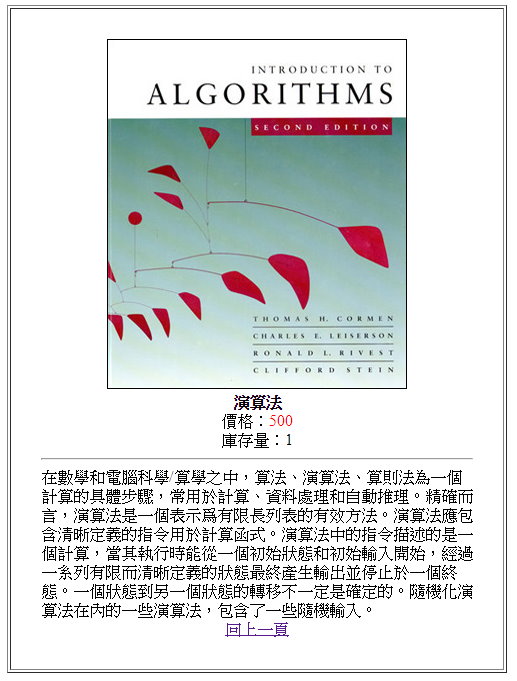 INTRODUCTION TO
ALGORITHMS
SECOND EDITION
THOMAS H. CORMEN
CHARLES E. LEISERSON
RONALD L. RIVEST
CLIFFORD STEIN
演算法
價格：500
庫存量：1
在數學和電腦科學/算學之中，算法、演算法、算則法為一個
計算的具體步驟，常用於計算、資料處理和自動推理。精確而
言，演算法是一個表示爲有限長列表的有效方法。演算法應包
含清晰定義的指令用於計算函式。演算法中的指令描述的是一
個計算，當其執行時能從一個初始狀態和初始輸入開始，經過
一系列有限而清晰定義的狀態最終產生輸出並停止於一個終
態。一個狀態到另一個狀態的轉移不一定是確定的。隨機化演
算法在內的一些演算法，包含了一些隨機輸入。
回上一頁